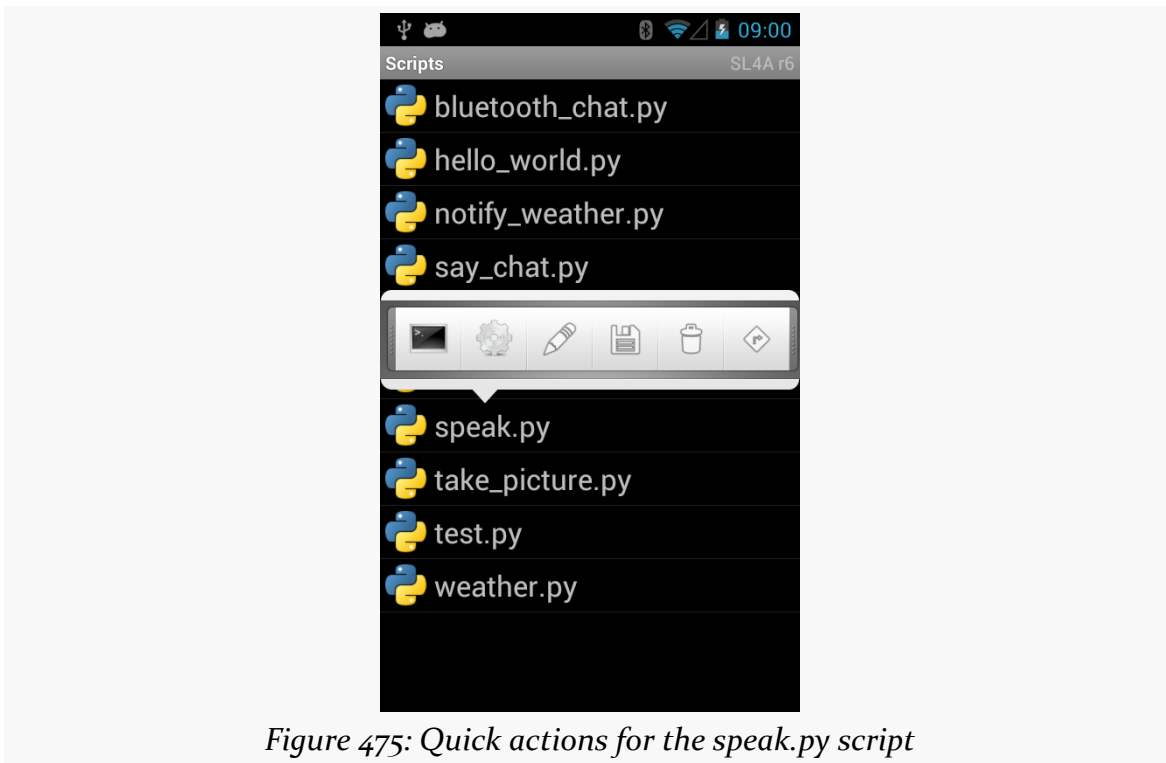 09:00
Scripts SL4A r6
bluetooth_chat.py
hello_world.py
notify_weather.py
say_chat.py
>_
speak.py
take_picture.py
test.py
weather.py
Figure 475: Quick actions for the speak.py script